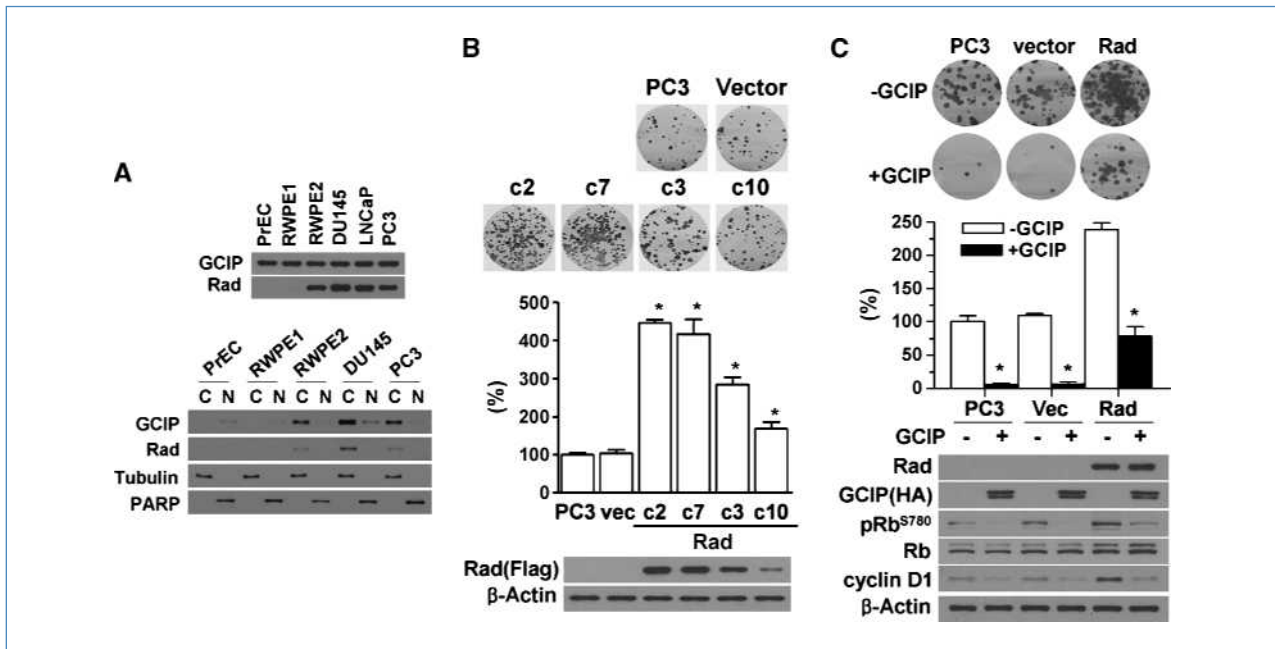 A
PrEC RWPE1 RWPE2 DU145 LNCaP PC3
GCIP
Rad
PrEC RWPE1 RWPE2 DU145 PC3
C N C N C N C N C N
GCIP
Rad
Tubulin
PARP
B
PC3 Vector
c2 c7 c3 c10
500
400
300
200
100
0
(%)
* * * *
PC3 vec c2 c7 c3 c10
Rad
Rad(Flag)
β-Actin
C
PC3 vector Rad
-GCIP
+GCIP
250
200
150
100
50
0
(%)
-GCIP
+GCIP
* * *
PC3 Vec Rad
GCIP - + - + - +
Rad
GCIP(HA)
pRbS780
Rb
cyclin D1
β-Actin